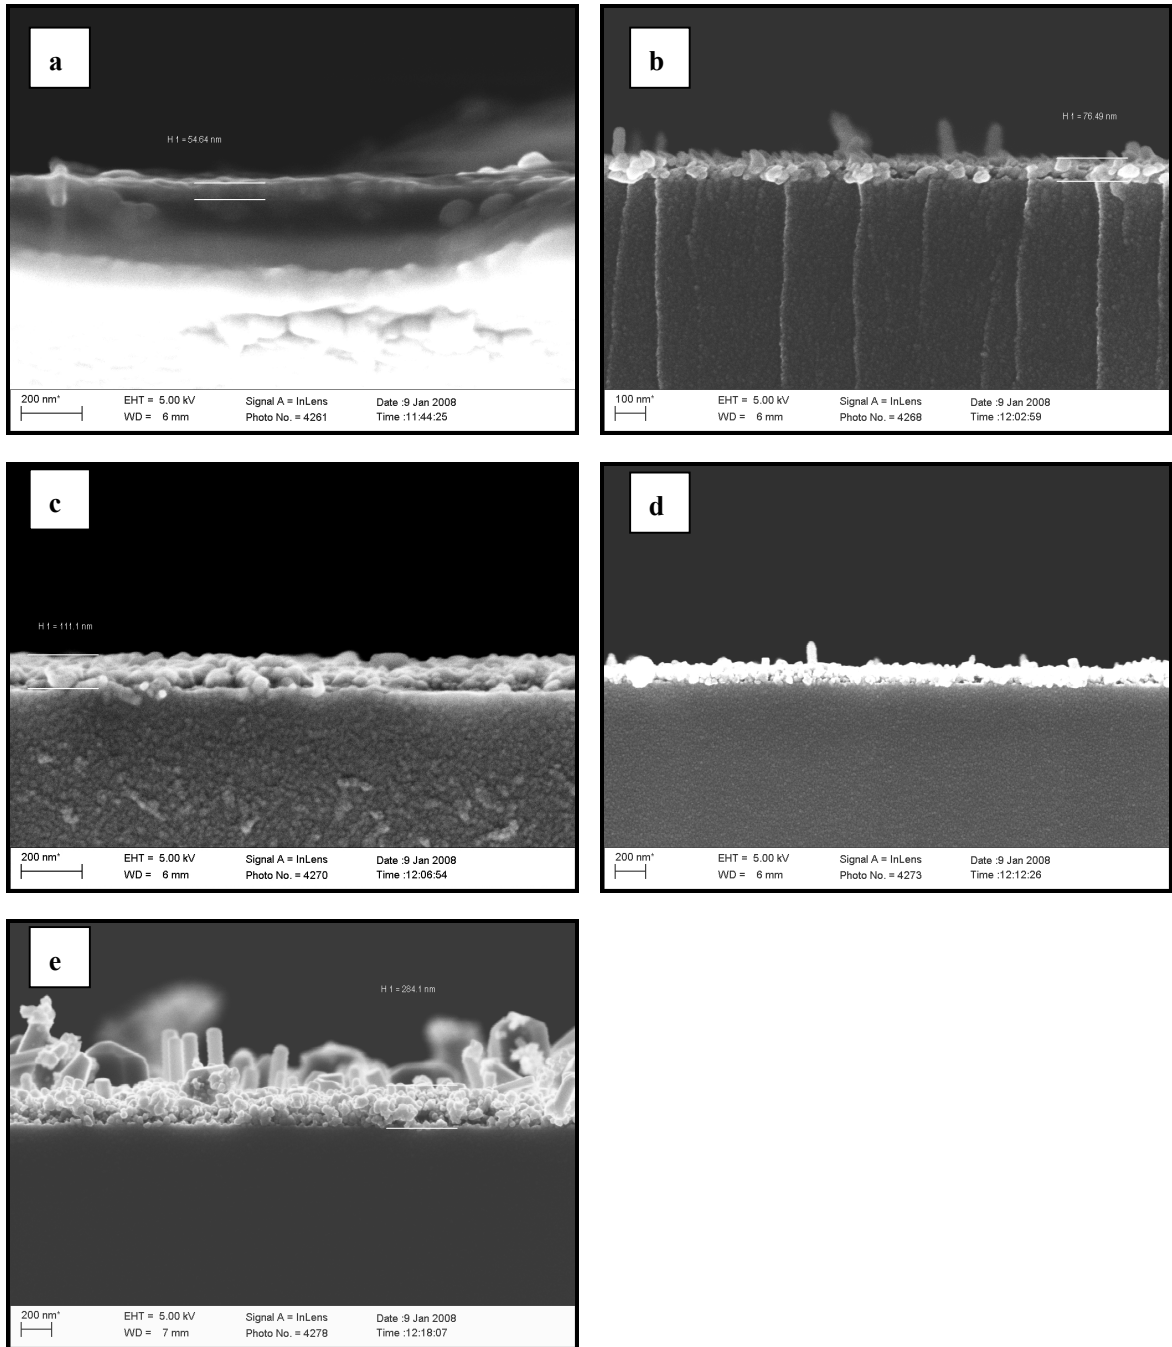 a
H 1 = 54.64 nm
200 nm*
EHT = 5.00 kV
Signal A = InLens
Date :9 Jan 2008
WD = 6 mm
Photo No. = 4261
Time :11:44:25
b
H 1 = 76.49 nm
100 nm*
EHT = 5.00 kV
Signal A = InLens
Date :9 Jan 2008
WD = 6 mm
Photo No. = 4268
Time :12:02:59
c
H 1 = 111.1 nm
200 nm*
EHT = 5.00 kV
Signal A = InLens
Date :9 Jan 2008
WD = 6 mm
Photo No. = 4270
Time :12:06:54
d
200 nm*
EHT = 5.00 kV
Signal A = InLens
Date :9 Jan 2008
WD = 6 mm
Photo No. = 4273
Time :12:12:26
e
H 1 = 284.1 nm
200 nm*
EHT = 5.00 kV
Signal A = InLens
Date :9 Jan 2008
WD = 7 mm
Photo No. = 4278
Time :12:18:07